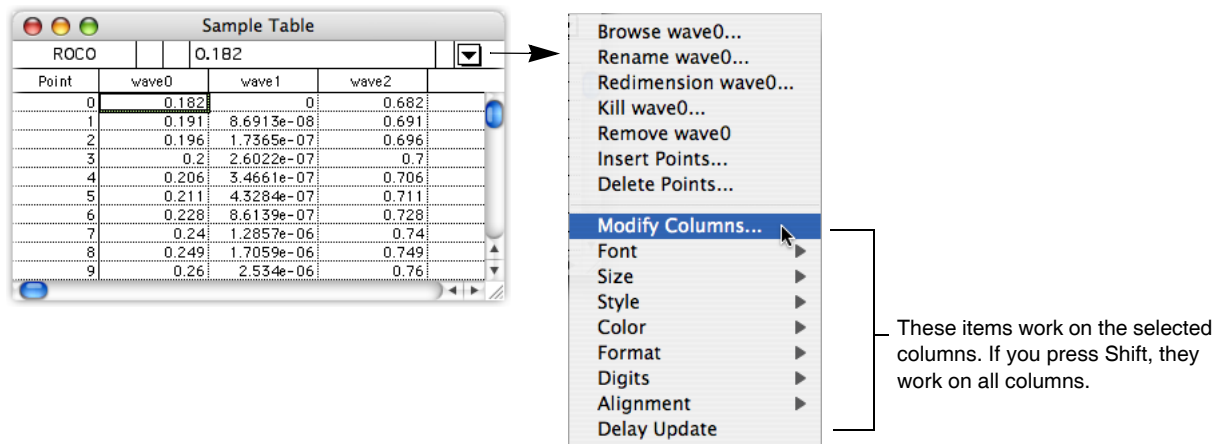 Sample Table
R0C0 0.182
Point wave0 wave1 wave2
0 0.182 0 0.682
1 0.191 8.6913e-08 0.691
2 0.196 1.7365e-07 0.696
3 0.2 2.6022e-07 0.7
4 0.206 3.4661e-07 0.706
5 0.211 4.3284e-07 0.711
6 0.228 8.6139e-07 0.728
7 0.24 1.2857e-06 0.74
8 0.249 1.7059e-06 0.749
9 0.26 2.534e-06 0.76
Browse wave0...
Rename wave0...
Redimension wave0...
Kill wave0...
Remove wave0
Insert Points...
Delete Points...
Modify Columns...
Font
Size
Style
Color
Format
Digits
Alignment
Delay Update
These items work on the selected
columns. If you press Shift, they
work on all columns.